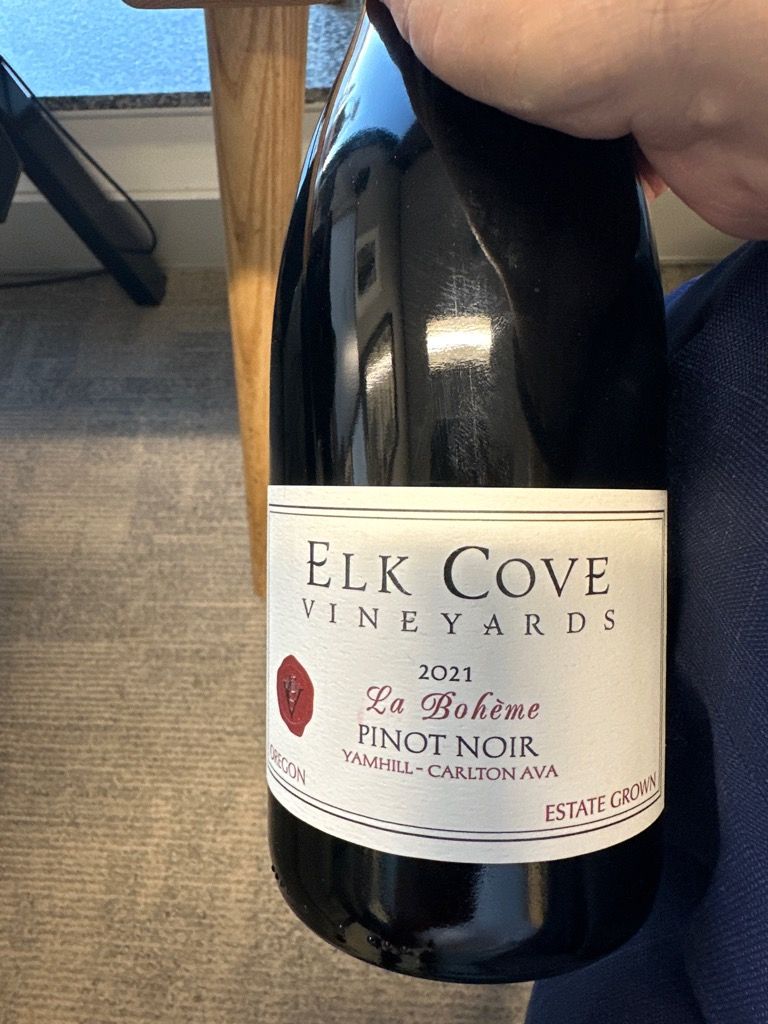 ELK COVE
VINEYARDS
2021
La Bohème
PINOT NOIR
YAMHILL - CARLTON AVA
OREGON
ESTATE GROWN